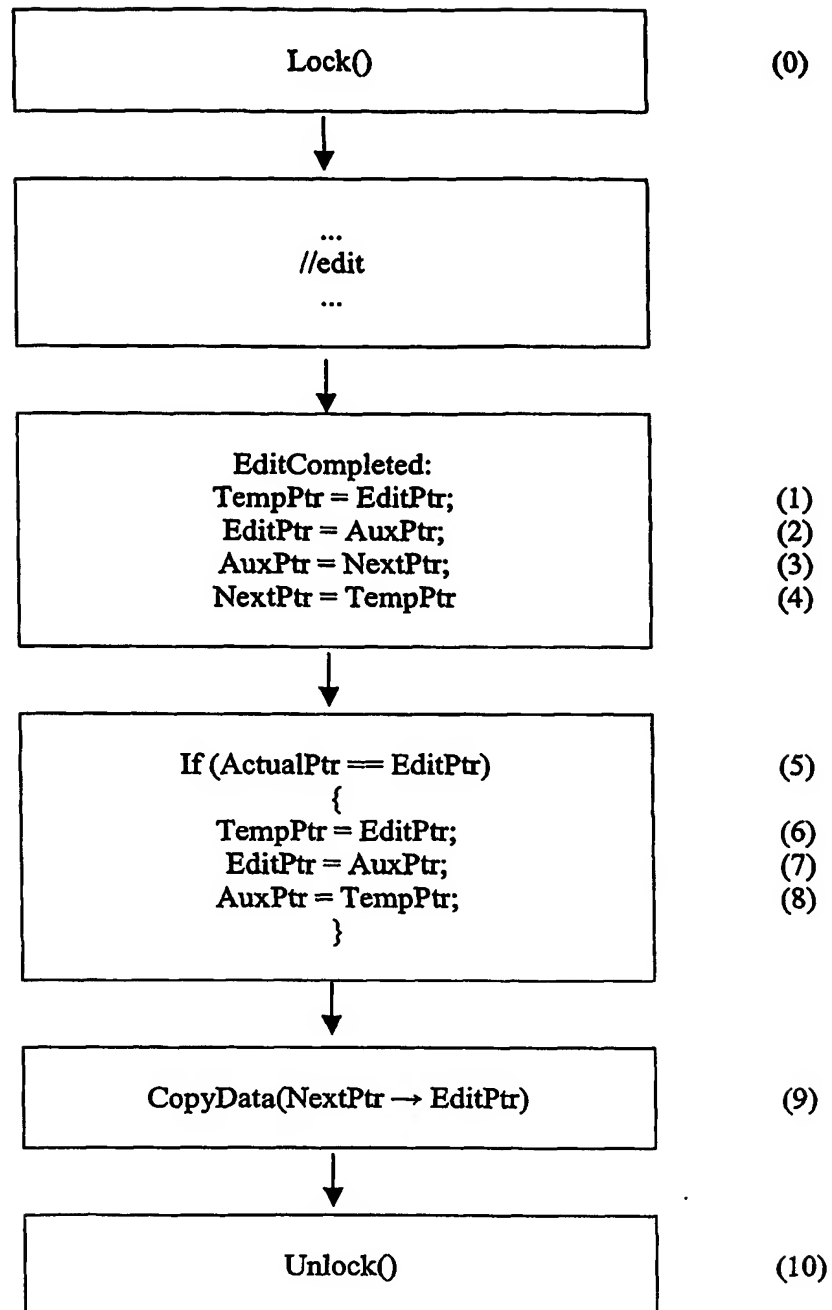 Lock() (0)
...
//edit
...
EditCompleted:
TempPtr = EditPtr; (1)
EditPtr = AuxPtr; (2)
AuxPtr = NextPtr; (3)
NextPtr = TempPtr (4)
If (ActualPtr == EditPtr) (5)
{
TempPtr = EditPtr; (6)
EditPtr = AuxPtr; (7)
AuxPtr = TempPtr; (8)
}
CopyData(NextPtr → EditPtr) (9)
Unlock() (10)